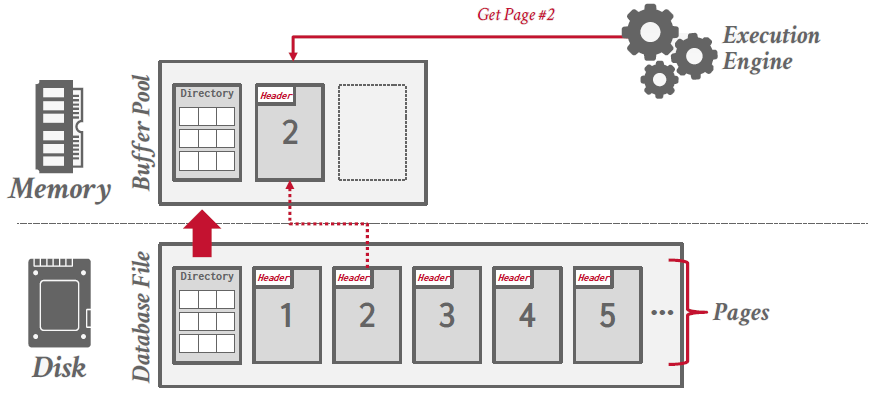 Get Page #2
Execution
Engine
Memory
Buffer Pool
Directory
Header
2
Disk
Database File
Directory
Header
1
Header
2
Header
3
Header
4
Header
5
...
Pages